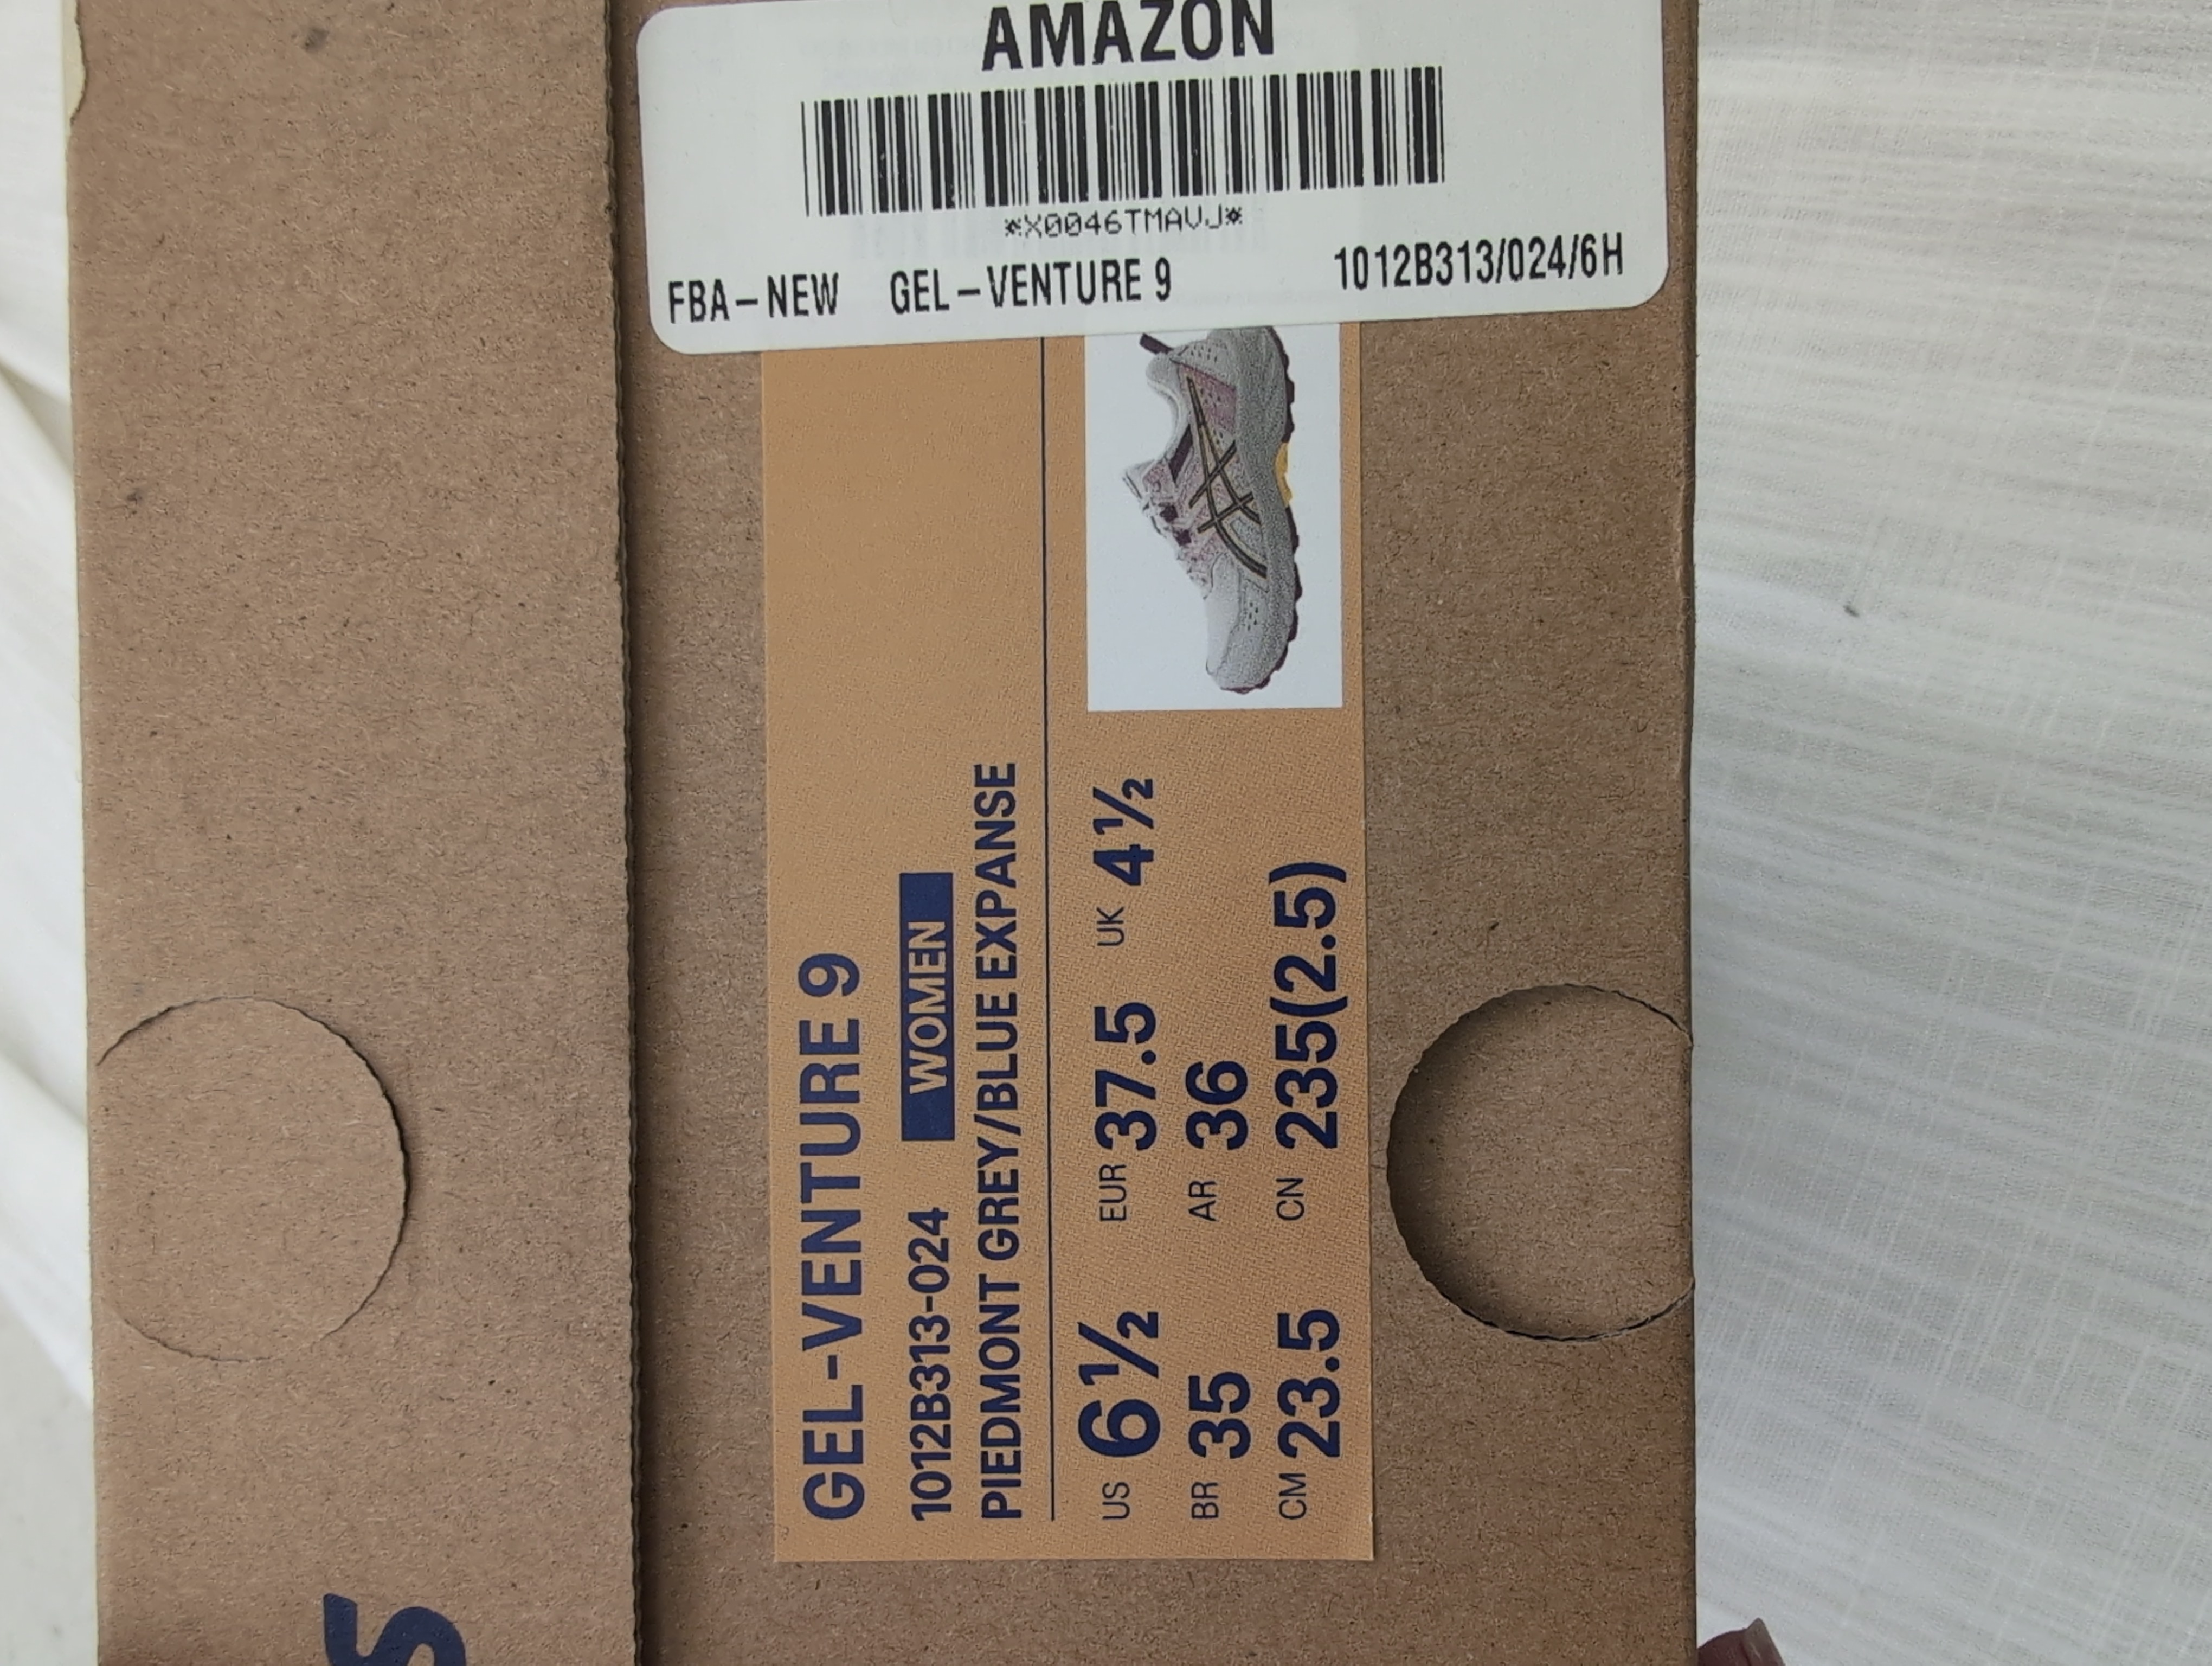 AMAZON
*X0046TMAVJ*
FBA-NEW GEL-VENTURE 9 1012B313/024/6H
GEL-VENTURE 9
1012B313-024 WOMEN
PIEDMONT GREY/BLUE EXPANSE
US 6½ EUR 37.5 UK 4½
BR 35 AR 36
CM 23.5 CN 235(2.5)
S